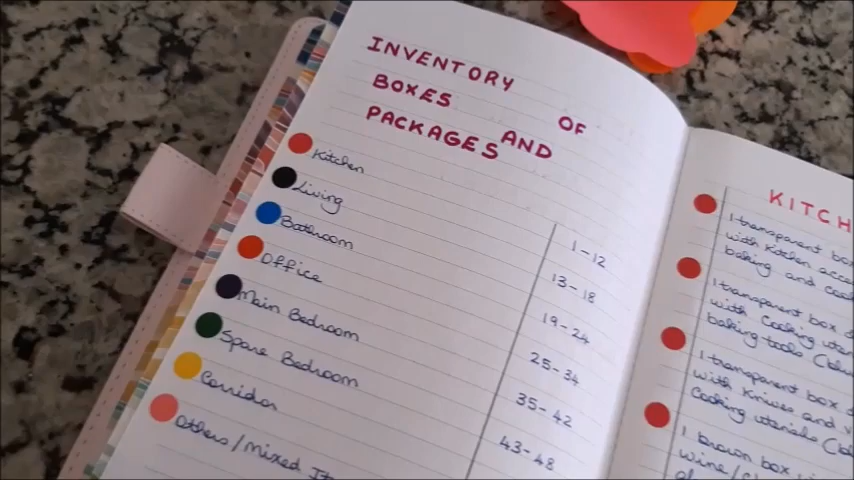 INVENTORY OF
BOXES AND
PACKAGES
Kitchen 1-12
Living 13-18
Bathroom 19-24
Office 25-34
Main Bedroom 35-42
Spare Bedroom 43-48
Corridor
Others/Mixed
KITCH
1 transparent box
with kitchen
baking and
1 transparent box
with Cooking
baking tools
1 transparent box
with Knives and
Cooking utensils
1 brown box
wine/